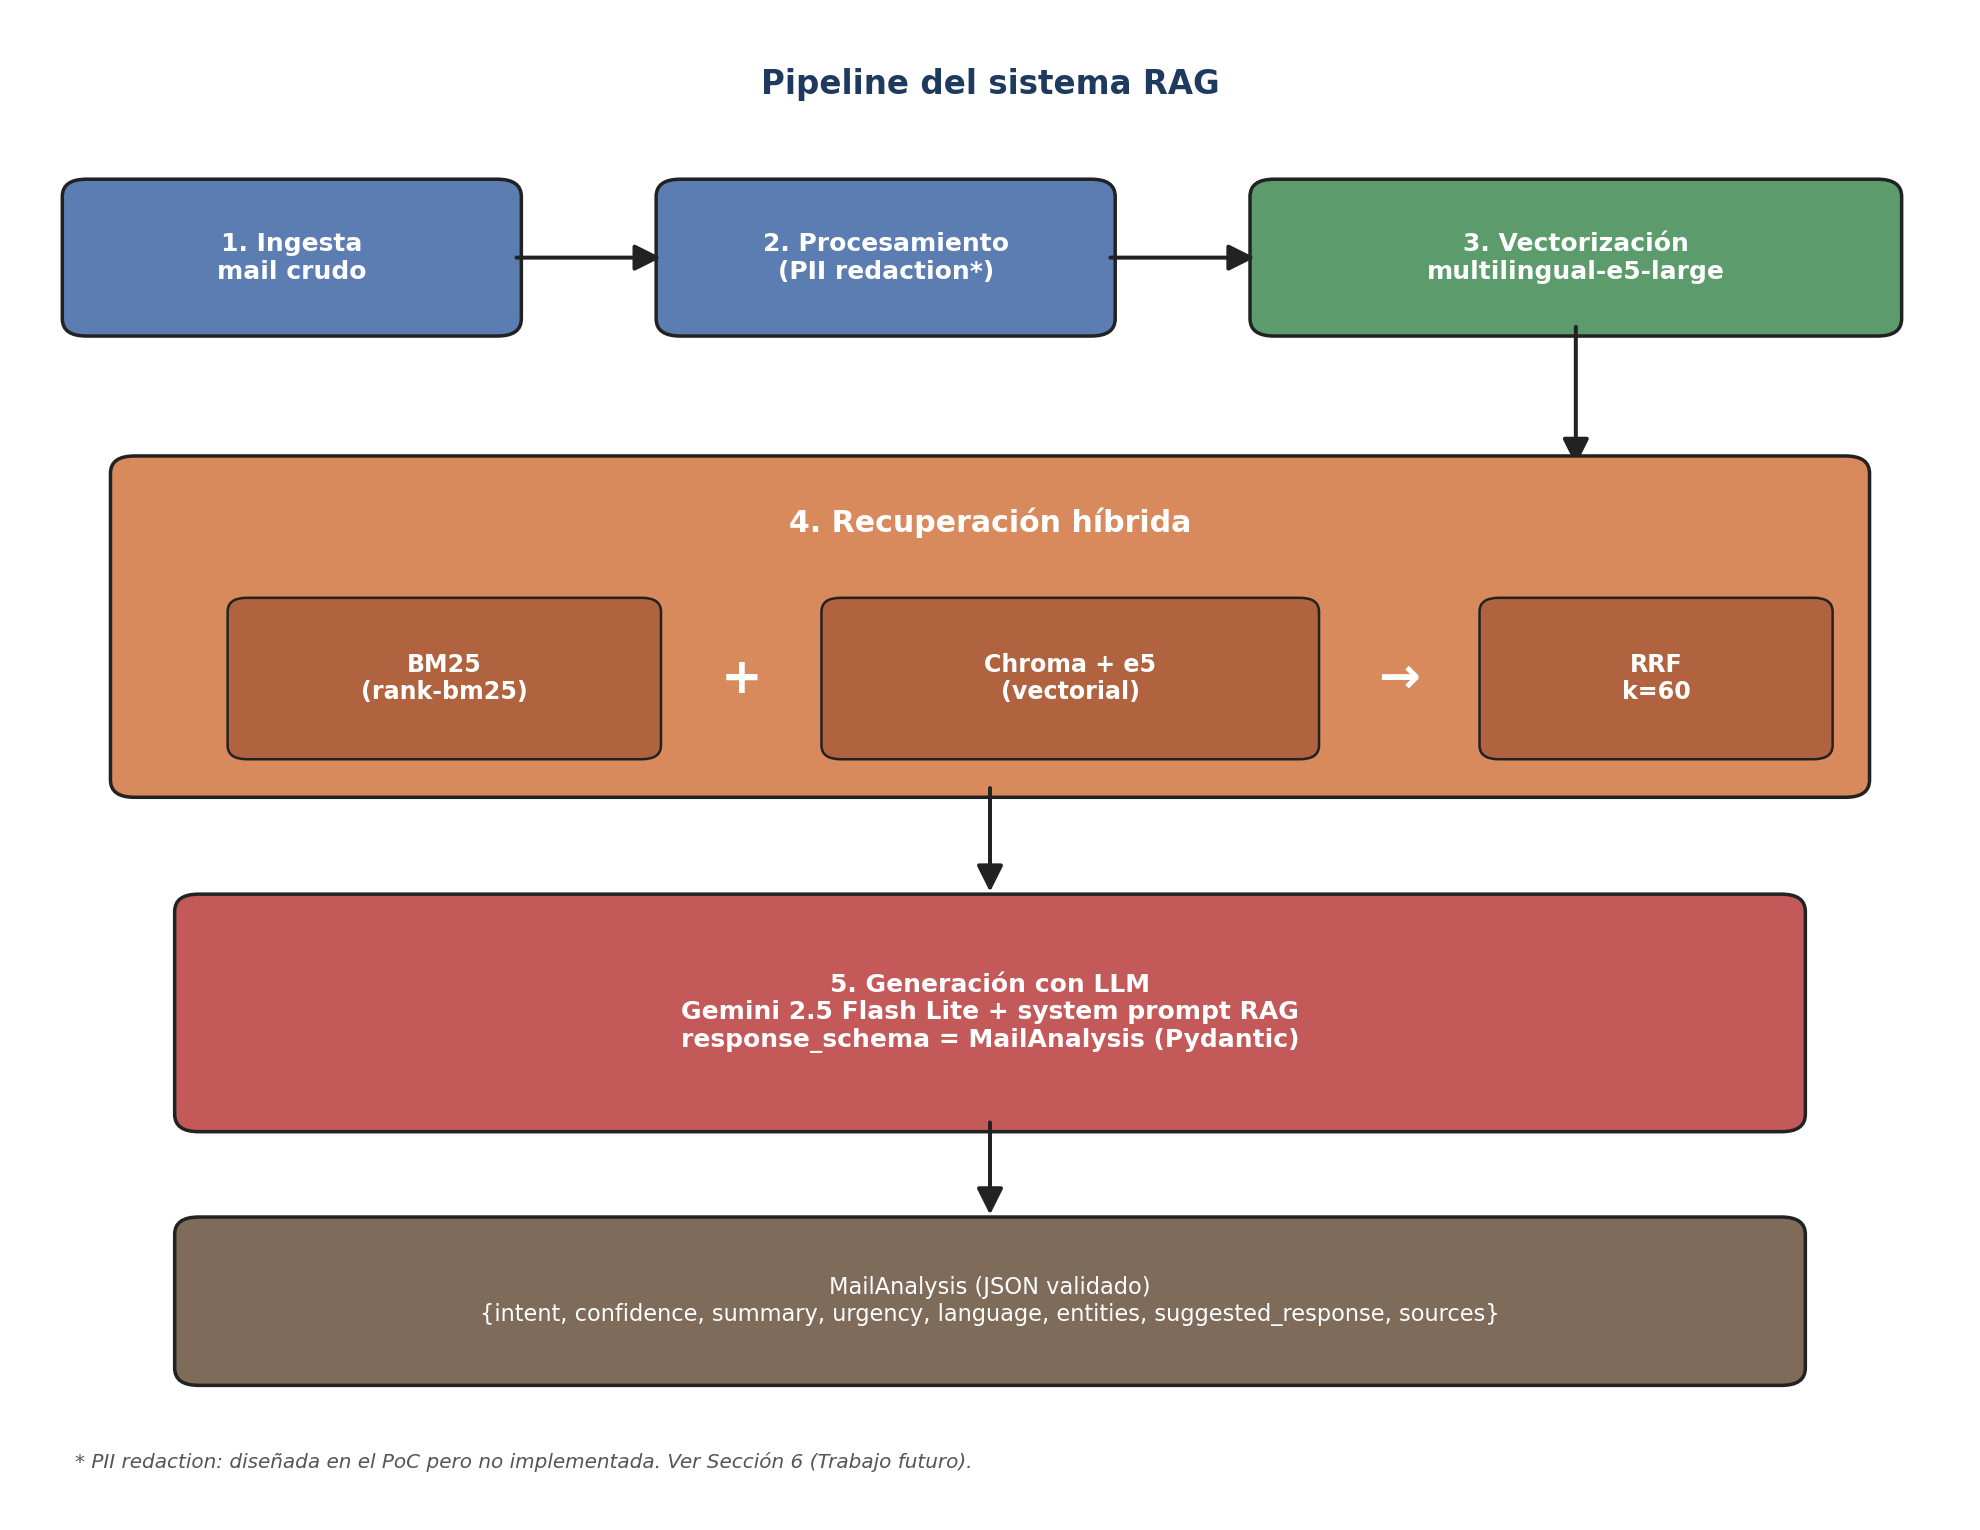 Pipeline del sistema RAG
1. Ingesta
mail crudo
2. Procesamiento
(PII redaction*)
3. Vectorización
multilingual-e5-large
4. Recuperación híbrida
BM25
(rank-bm25)
+
Chroma + e5
(vectorial)
→
RRF
k=60
5. Generación con LLM
Gemini 2.5 Flash Lite + system prompt RAG
response_schema = MailAnalysis (Pydantic)
MailAnalysis (JSON validado)
{intent, confidence, summary, urgency, language, entities, suggested_response, sources}
* PII redaction: diseñada en el PoC pero no implementada. Ver Sección 6 (Trabajo futuro).